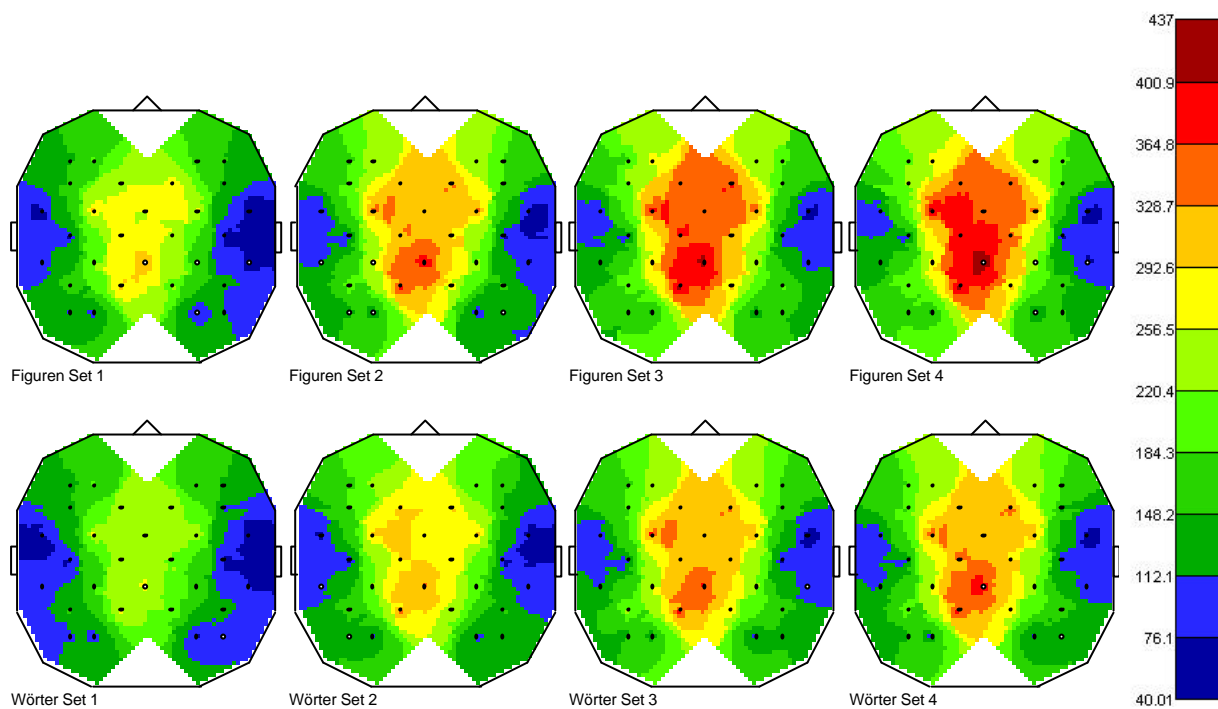 437
400.9
364.8
328.7
292.6
256.5
220.4
184.3
148.2
112.1
76.1
40.01
Figuren Set 1
Figuren Set 2
Figuren Set 3
Figuren Set 4
Wörter Set 1
Wörter Set 2
Wörter Set 3
Wörter Set 4